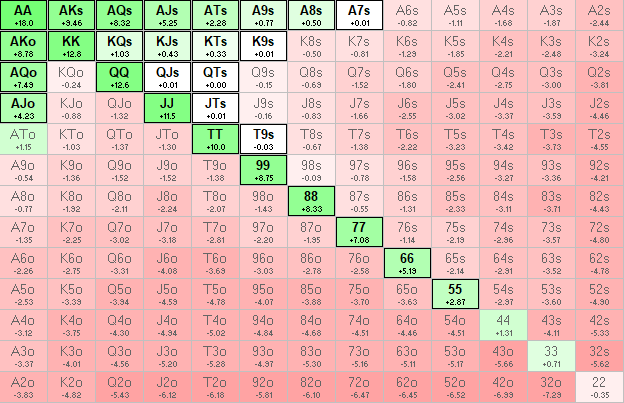 AA AKs AQs AJs ATs A9s A8s A7s A6s A5s A4s A3s A2s
+18.0 +9.46 +8.32 +5.25 +2.28 +0.77 +0.50 +0.01 -0.82 -1.11 -1.68 -1.87 -2.44
AKo KK KQs KJs KTs K9s K8s K7s K6s K5s K4s K3s K2s
+8.78 +12.8 +1.03 +0.43 +0.33 +0.01 -0.50 -0.81 -1.29 -1.85 -2.21 -2.48 -3.24
AQo KQo QQ QJs QTs Q9s Q8s Q7s Q6s Q5s Q4s Q3s Q2s
+7.49 -0.24 +12.6 +0.01 +0.00 -0.15 -0.69 -1.52 -1.80 -2.41 -2.75 -3.00 -3.81
AJo KJo QJo JJ JTs J9s J8s J7s J6s J5s J4s J3s J2s
+4.23 -0.88 -1.32 +11.5 +0.01 -0.16 -0.83 -1.66 -2.55 -3.02 -3.37 -3.59 -4.46
ATo KTo QTo JTo TT T9s T8s T7s T6s T5s T4s T3s T2s
+1.15 -1.03 -1.37 -1.30 +10.0 -0.03 -0.67 -1.38 -2.22 -3.23 -3.42 -3.73 -4.55
A9o K9o Q9o J9o T9o 99 98s 97s 96s 95s 94s 93s 92s
-0.54 -1.36 -1.52 -1.52 -1.38 +8.75 -0.09 -0.78 -1.58 -2.56 -3.27 -3.36 -4.21
A8o K8o Q8o J8o T8o 98o 88 87s 86s 85s 84s 83s 82s
-0.77 -1.92 -2.11 -2.24 -2.07 -1.43 +8.33 -0.55 -1.31 -2.33 -3.11 -3.71 -4.43
A7o K7o Q7o J7o T7o 97o 87o 77 76s 75s 74s 73s 72s
-1.35 -2.25 -3.02 -3.18 -2.81 -2.20 -1.95 +7.08 -1.14 -2.19 -2.96 -3.57 -4.80
A6o K6o Q6o J6o T6o 96o 86o 76o 66 65s 64s 63s 62s
-2.26 -2.75 -3.31 -4.08 -3.69 -3.03 -2.78 -2.58 +5.19 -2.14 -2.91 -3.52 -4.78
A5o K5o Q5o J5o T5o 95o 85o 75o 65o 55 54s 53s 52s
-2.53 -3.39 -3.94 -4.59 -4.78 -4.07 -3.88 -3.70 -3.63 +2.87 -2.97 -3.60 -4.90
A4o K4o Q4o J4o T4o 94o 84o 74o 64o 54o 44 43s 42s
-3.12 -3.75 -4.30 -4.94 -5.02 -4.84 -4.68 -4.51 -4.46 -4.51 +1.31 -4.11 -5.33
A3o K3o Q3o J3o T3o 93o 83o 73o 63o 53o 43o 33 32s
-3.37 -4.01 -4.56 -5.20 -5.28 -4.97 -5.30 -5.16 -5.11 -5.17 -5.66 +0.71 -5.62
A2o K2o Q2o J2o T2o 92o 82o 72o 62o 52o 42o 32o 22
-3.83 -4.82 -5.43 -6.12 -6.18 -5.81 -6.10 -6.47 -6.45 -6.52 -6.99 -7.29 -0.35